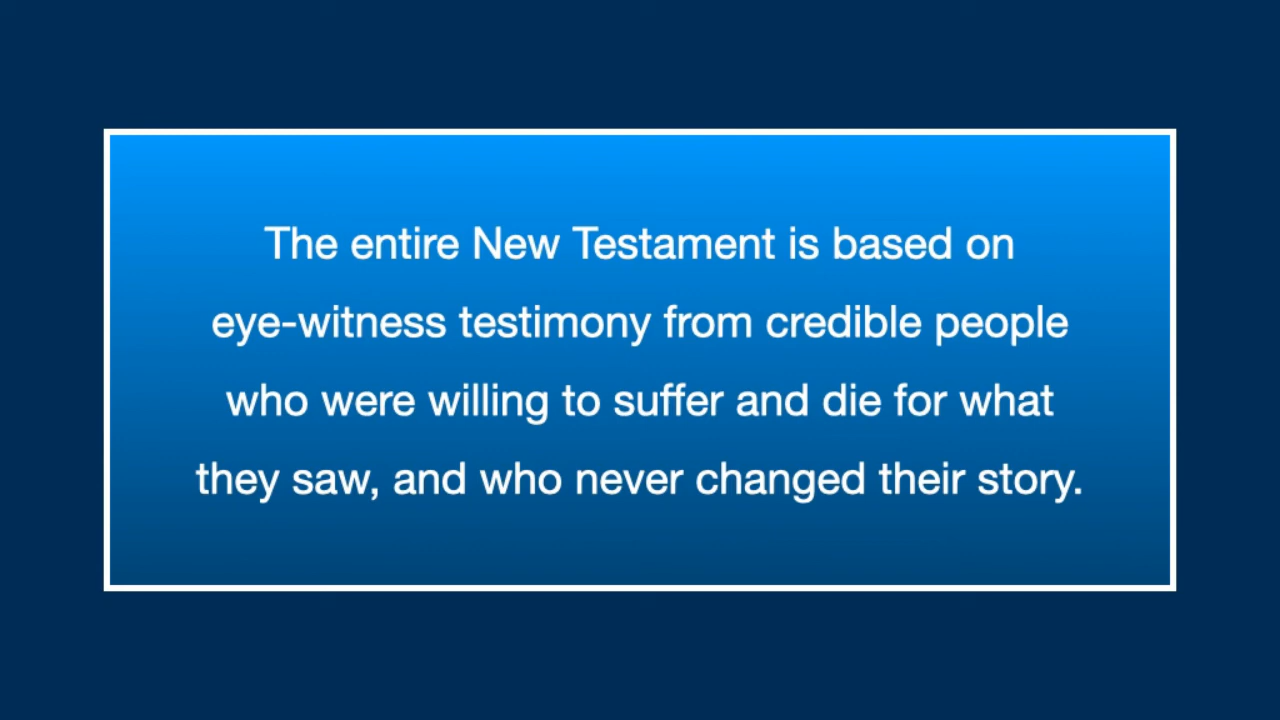 The entire New Testament is based on
eye-witness testimony from credible people
who were willing to suffer and die for what
they saw, and who never changed their story.